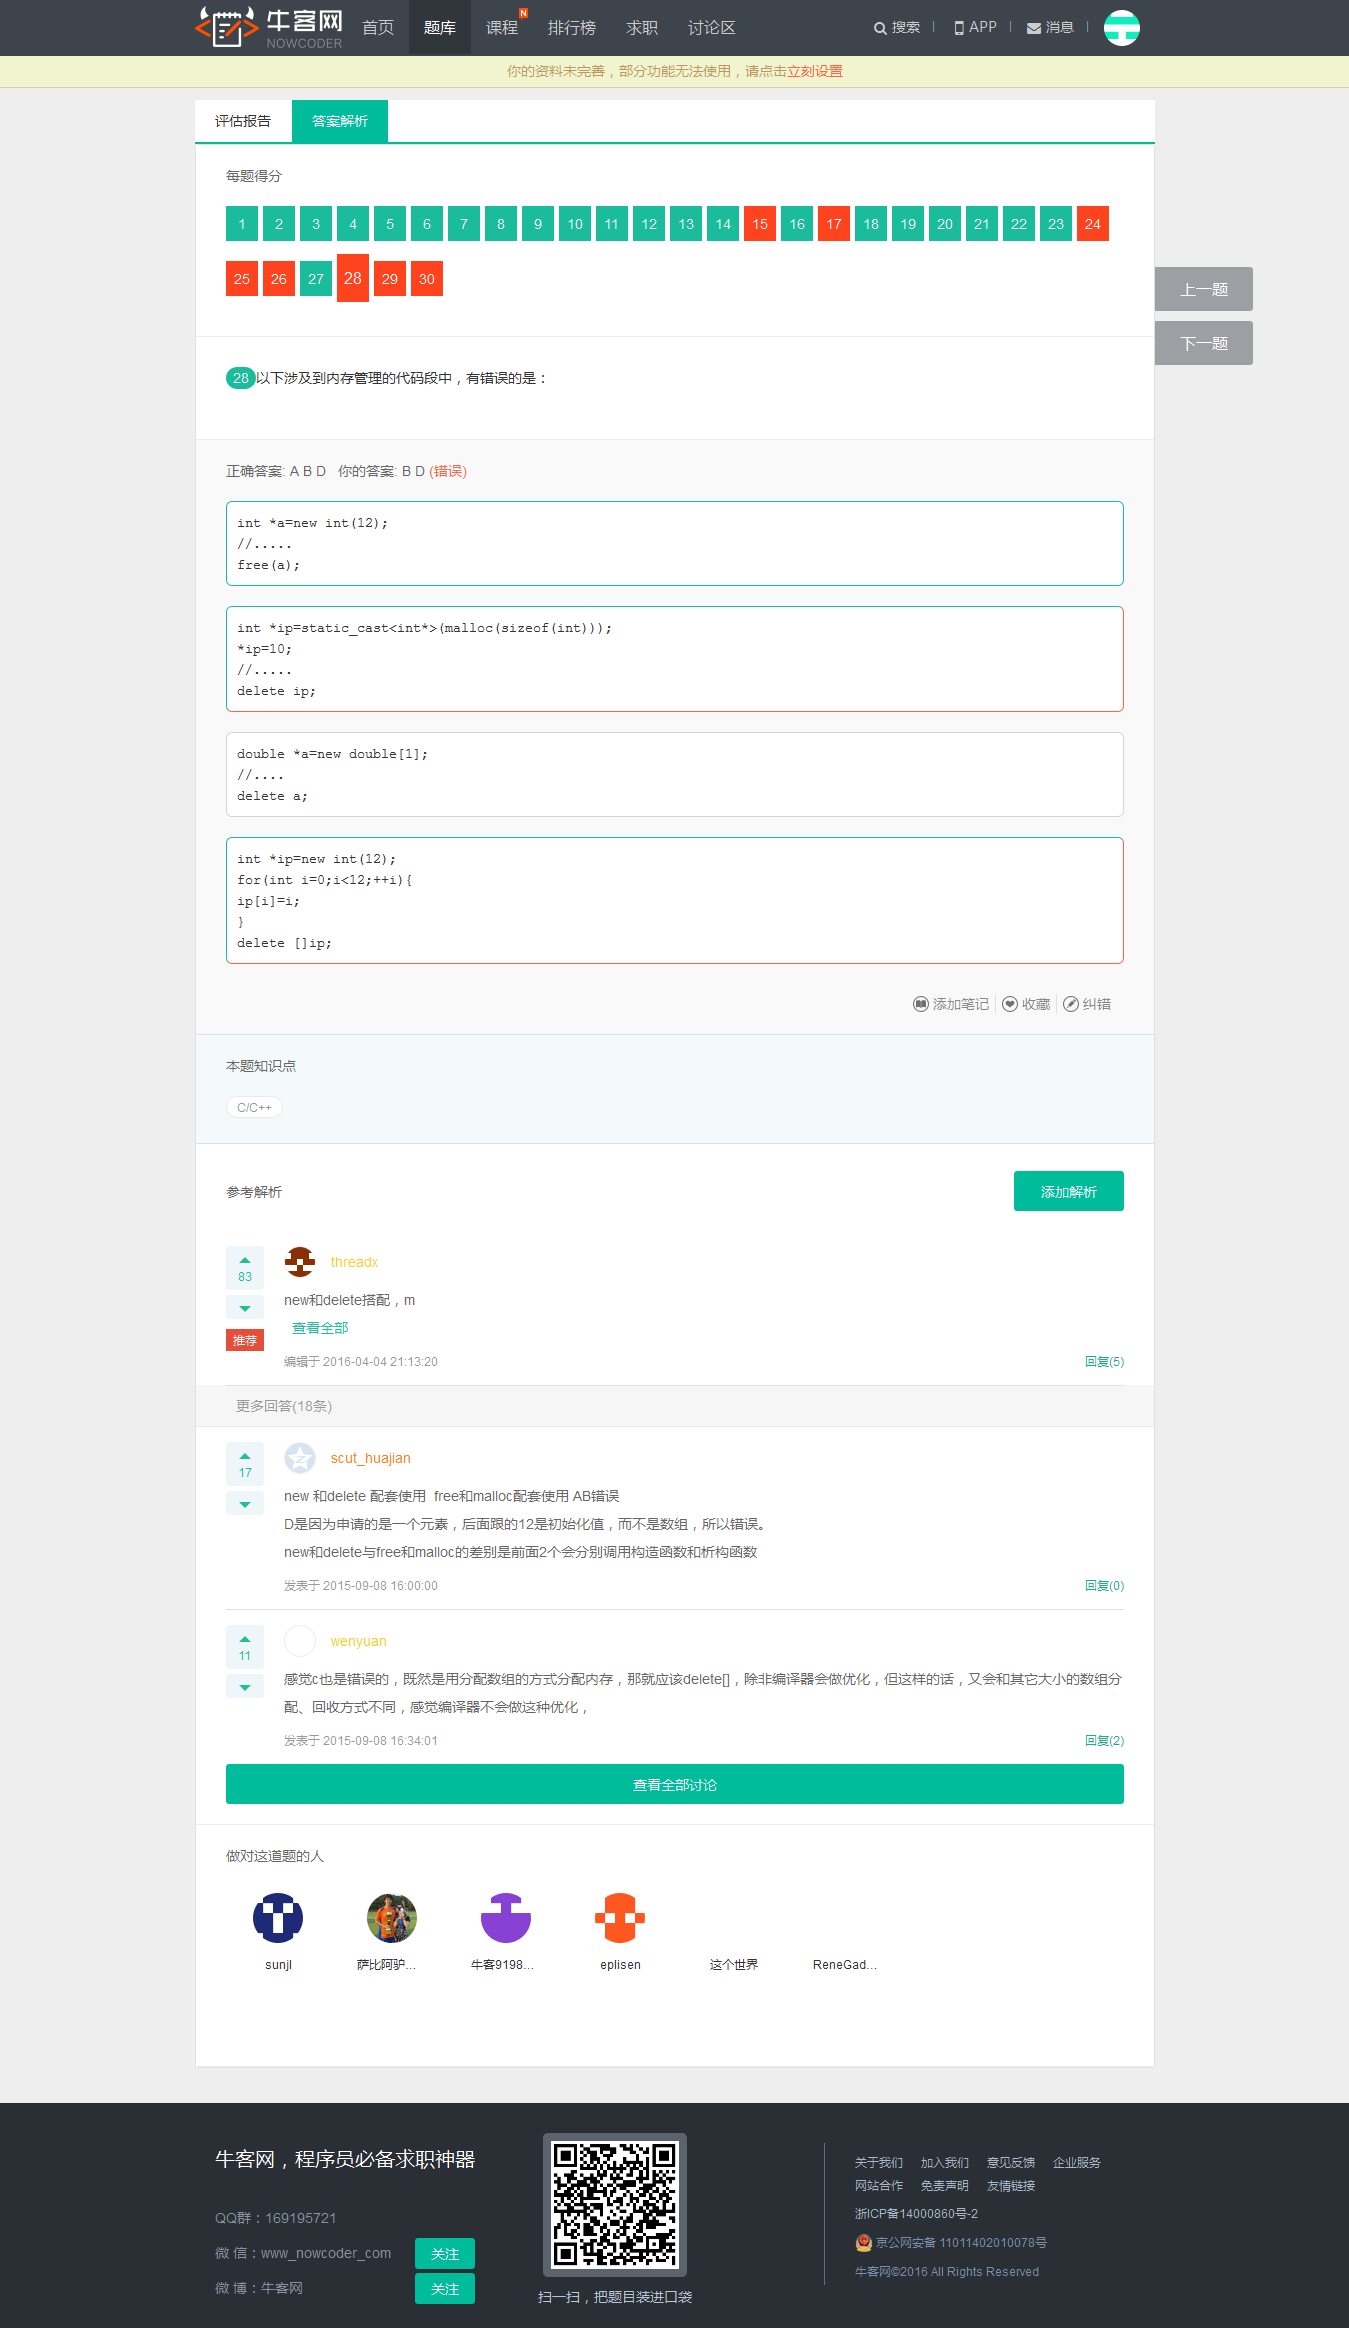 牛客网
NOWCODER
首页 题库 课程 N 排行榜 求职 讨论区 搜索 APP 消息
你的资料未完善，部分功能无法使用，请点击立刻设置
评估报告 答案解析
每题得分
1 2 3 4 5 6 7 8 9 10 11 12 13 14 15 16 17 18 19 20 21 22 23 24
25 26 27 28 29 30
上一题
下一题
28 以下涉及到内存管理的代码段中，有错误的是：
正确答案: A B D 你的答案: B D (错误)
int *a=new int(12);
//.....
free(a);
int *ip=static_cast<int*>(malloc(sizeof(int)));
*ip=10;
//.....
delete ip;
double *a=new double[1];
//....
delete a;
int *ip=new int(12);
for(int i=0;i<12;++i){
ip[i]=i;
}
delete []ip;
添加笔记 收藏 纠错
本题知识点
C/C++
参考解析 添加解析
83 threadx
new和delete搭配，m
查看全部
推荐
编辑于 2016-04-04 21:13:20 回复(5)
更多回答(18条)
17 scut_huajian
new 和delete 配套使用 free和malloc配套使用 AB错误
D是因为申请的是一个元素，后面跟的12是初始化值，而不是数组，所以错误。
new和delete与free和malloc的差别是前面2个会分别调用构造函数和析构函数
发表于 2015-09-08 16:00:00 回复(0)
11 wenyuan
感觉c也是错误的，既然是用分配数组的方式分配内存，那就应该delete[]，除非编译器会做优化，但这样的话，又会和其它大小的数组分
配、回收方式不同，感觉编译器不会做这种优化，
发表于 2015-09-08 16:34:01 回复(2)
查看全部讨论
做对这道题的人
sunjl 萨比阿驴... 牛客9198... eplisen 这个世界 ReneGad...
牛客网，程序员必备求职神器
QQ群：169195721
微 信：www_nowcoder_com 关注
微 博：牛客网 关注
扫一扫，把题目装进口袋
关于我们 加入我们 意见反馈 企业服务
网站合作 免责声明 友情链接
浙ICP备14000860号-2
京公网安备 11011402010078号
牛客网©2016 All Rights Reserved